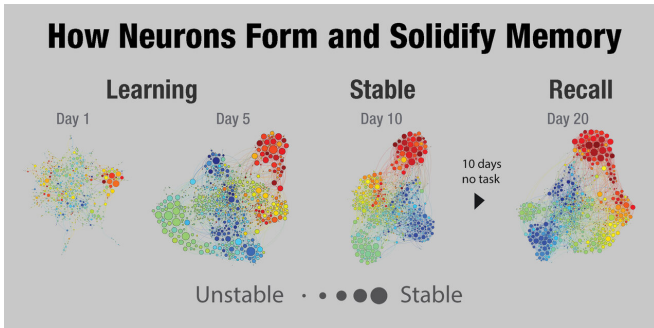 How Neurons Form and Solidify Memory
Learning
Stable
Recall
Day 1
Day 5
Day 10
Day 20
10 days
no task
Unstable
Stable